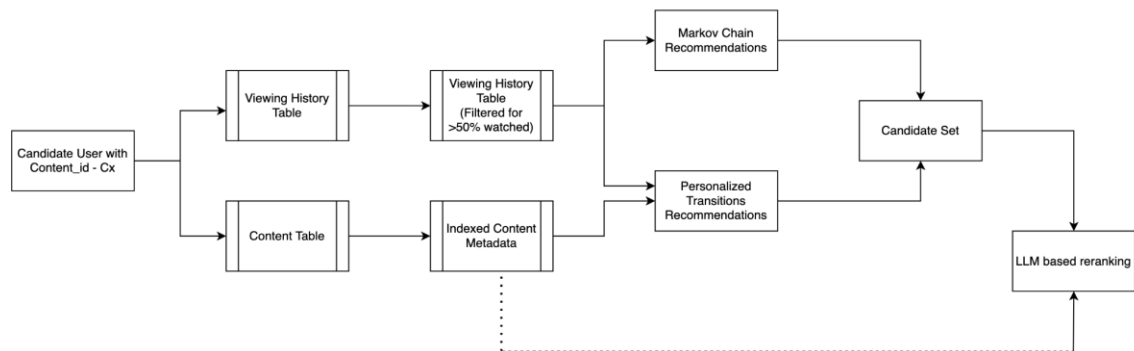 Candidate User with
Content_id - Cx
Viewing History
Table
Viewing History
Table
(Filtered for
>50% watched)
Content Table
Indexed Content
Metadata
Markov Chain
Recommendations
Personalized
Transitions
Recommendations
Candidate Set
LLM based reranking